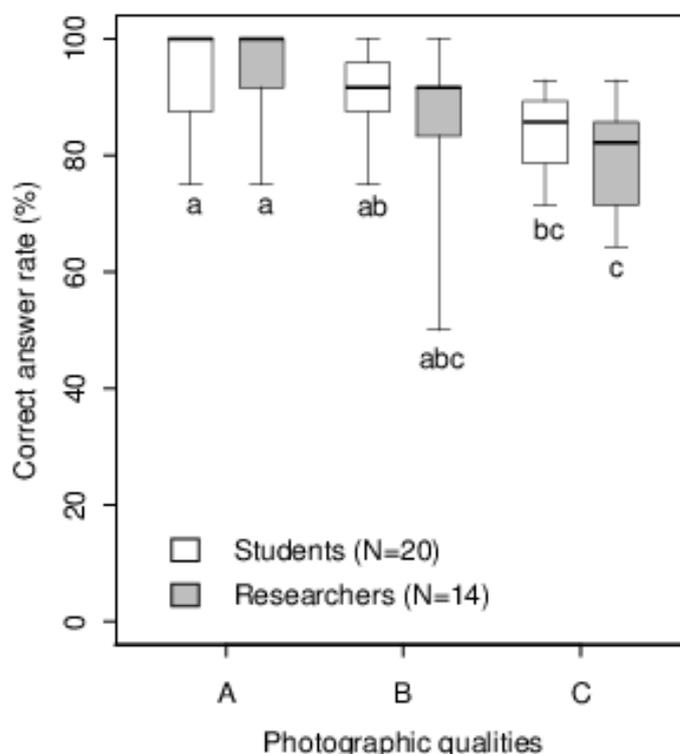 100
80
60
40
20
0
Correct answer rate (%)
a
a
ab
abc
bc
c
Students (N=20)
Researchers (N=14)
A
B
C
Photographic qualities